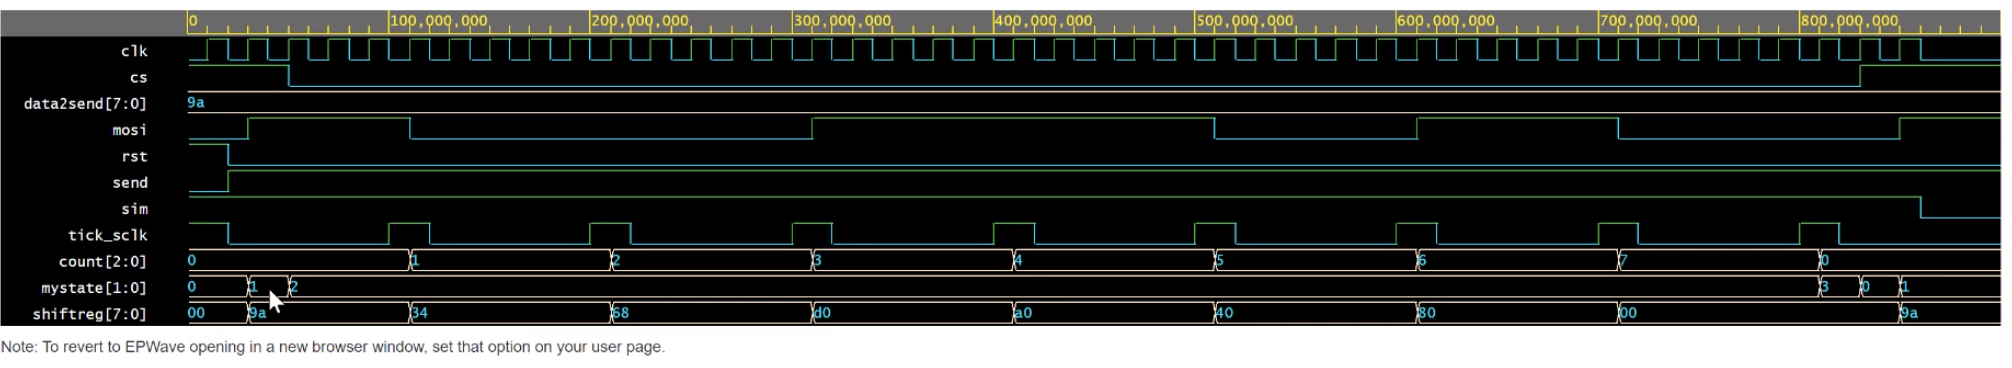 0 100,000,000 200,000,000 300,000,000 400,000,000 500,000,000 600,000,000 700,000,000 800,000,000
clk
cs
data2send[7:0] 9a
mosi
rst
send
sim
tick_sclk
count[2:0] 0 1 2 3 4 5 6 7 0
mystate[1:0] 0 1 2 3 0 1
shiftreg[7:0] 00 9a 34 68 d0 a0 40 80 00 9a
Note: To revert to EPWave opening in a new browser window, set that option on your user page.